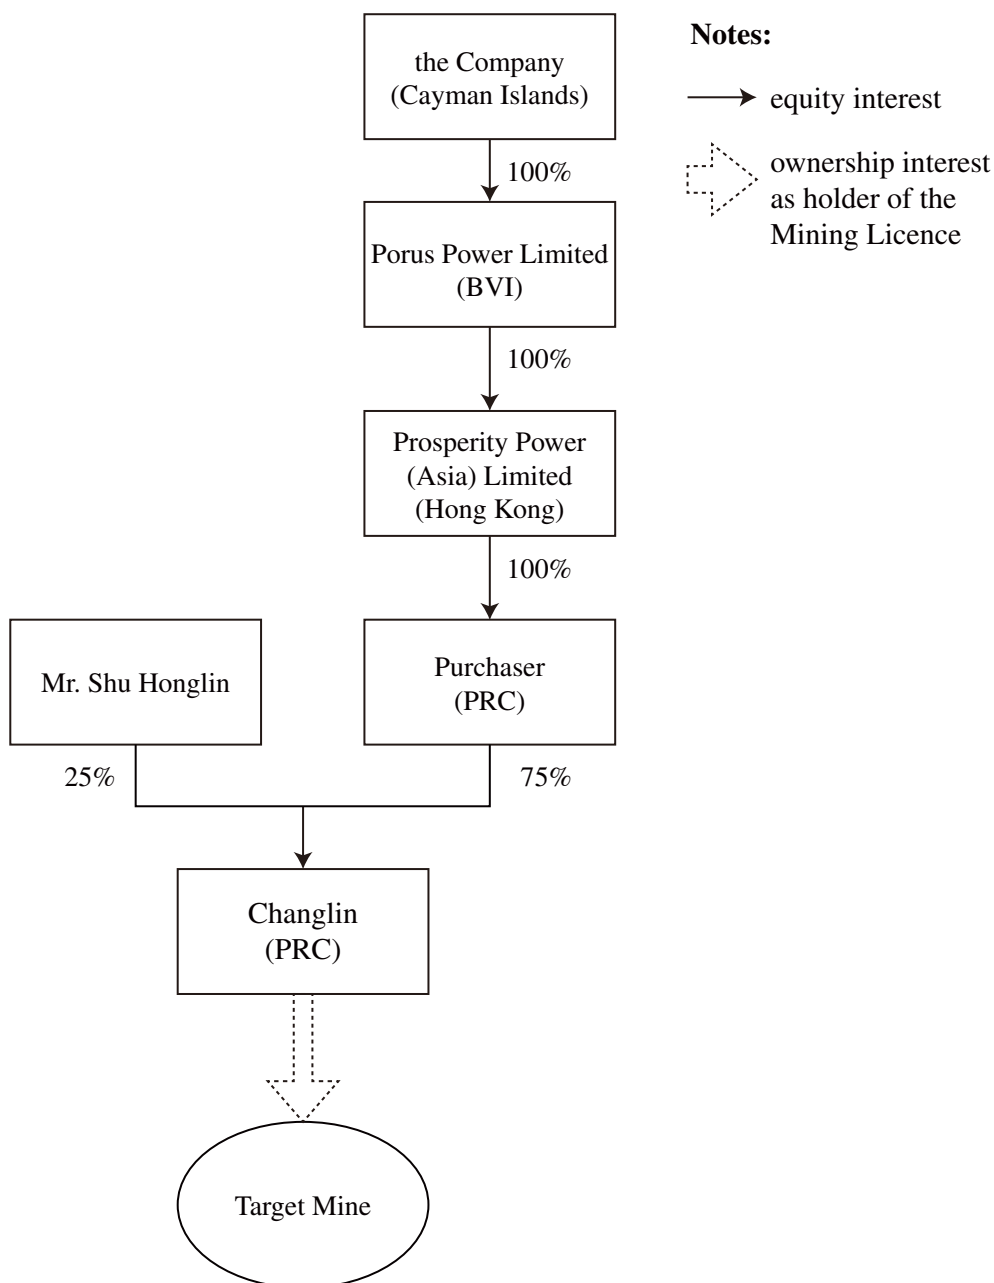 the Company
(Cayman Islands)
Notes:
equity interest
100%
ownership interest
as holder of the
Mining Licence
Porus Power Limited
(BVI)
100%
Prosperity Power
(Asia) Limited
(Hong Kong)
100%
Mr. Shu Honglin
Purchaser
(PRC)
25%
75%
Changlin
(PRC)
Target Mine